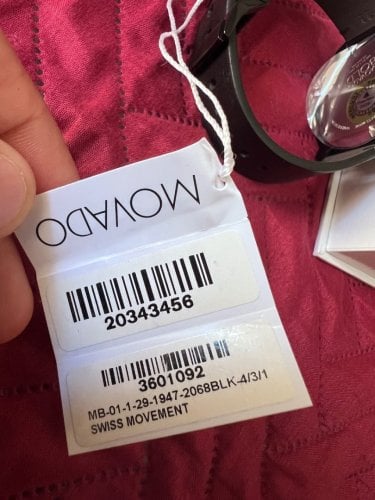 MOVADO
20343456
3601092
MB-01-1-29-1947-2068BLK-4/3/1
SWISS MOVEMENT